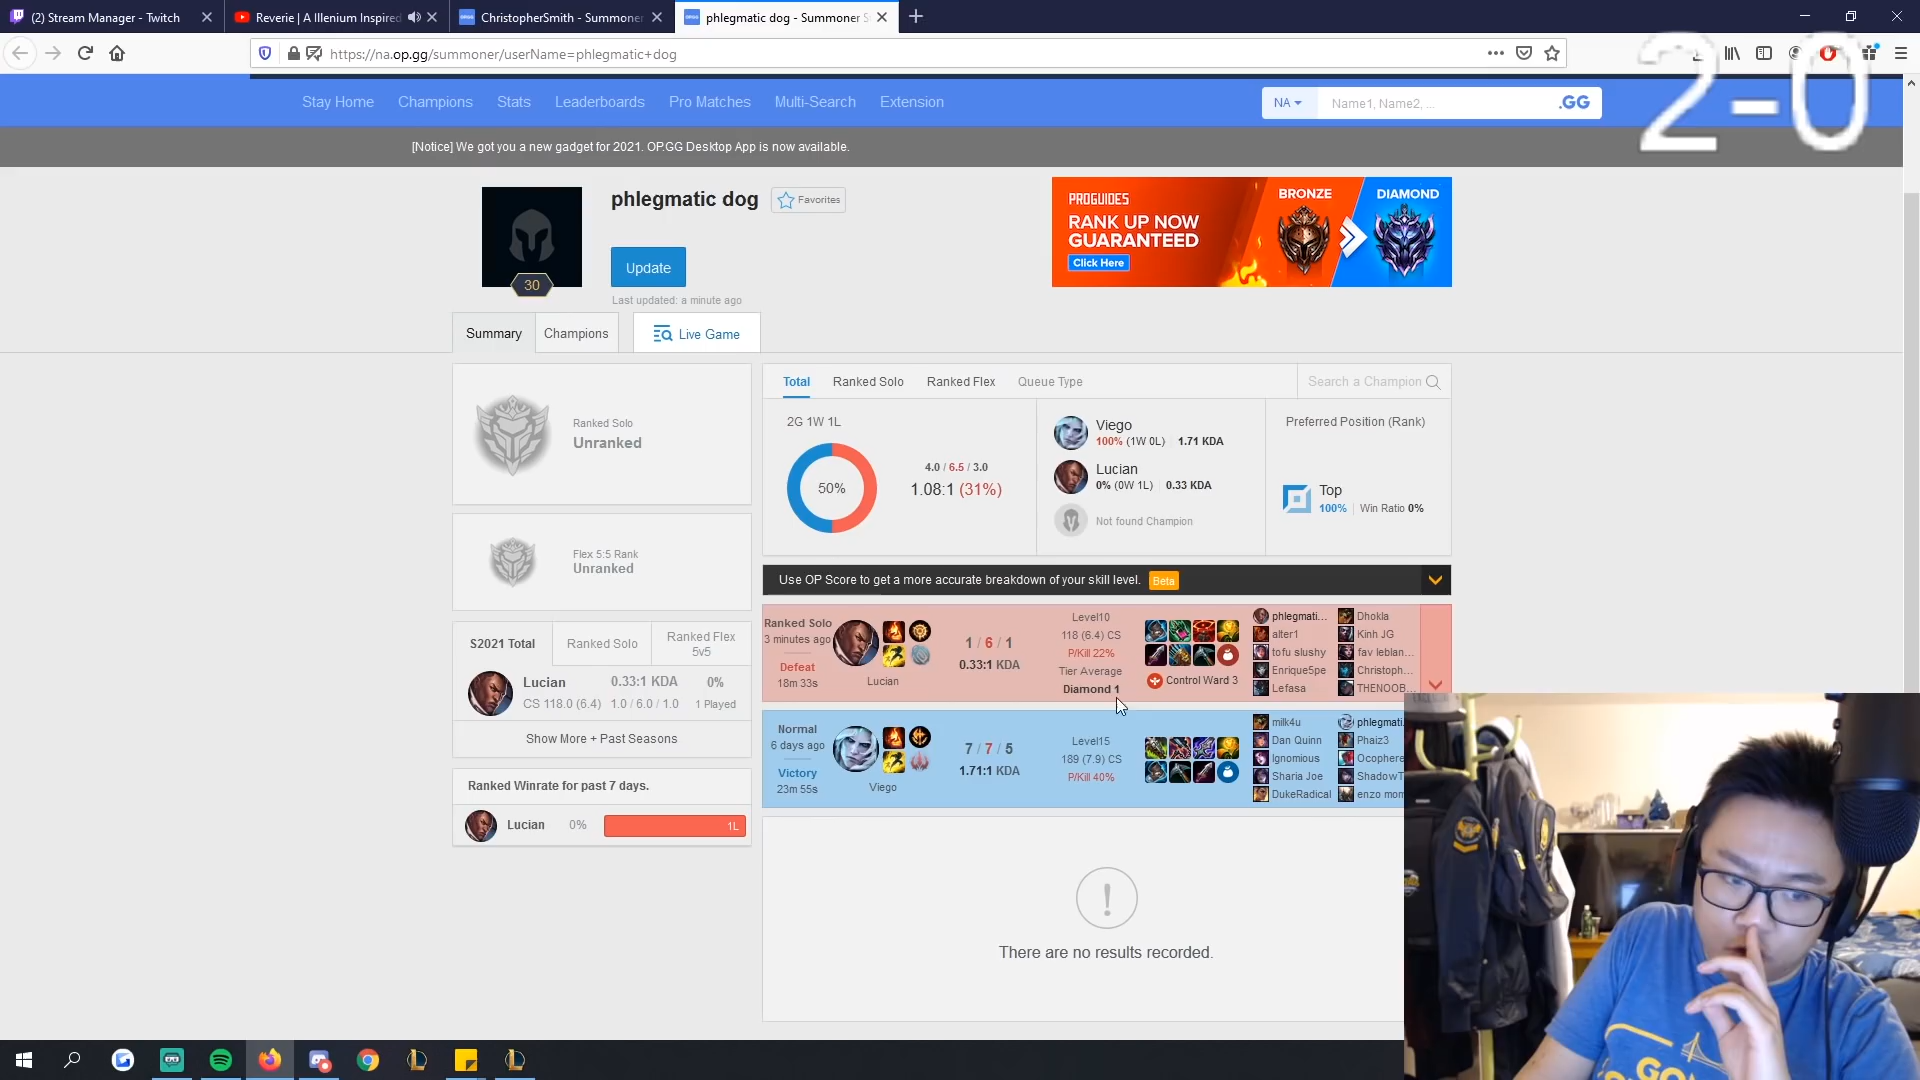 (2) Stream Manager - Twitch
Reverie | A Illenium Inspired
ChristopherSmith - Summoner
phlegmatic dog - Summoner S
https://na.op.gg/summoner/userName=phlegmatic+dog
2-0
Stay Home
Champions
Stats
Leaderboards
Pro Matches
Multi-Search
Extension
NA
Name1, Name2, ...
.GG
[Notice] We got you a new gadget for 2021. OP.GG Desktop App is now available.
30
phlegmatic dog
Favorites
Update
Last updated: a minute ago
PROGUIDES
RANK UP NOW
GUARANTEED
Click Here
BRONZE
DIAMOND
Summary
Champions
Live Game
Ranked Solo
Unranked
Flex 5:5 Rank
Unranked
S2021 Total
Ranked Solo
Ranked Flex
5v5
Lucian
CS 118.0 (6.4)
0.33:1 KDA
1.0 / 6.0 / 1.0
0%
1 Played
Show More + Past Seasons
Ranked Winrate for past 7 days.
Lucian 0% 1L
Total
Ranked Solo
Ranked Flex
Queue Type
Search a Champion
2G 1W 1L
50%
4.0 / 6.5 / 3.0
1.08:1 (31%)
Viego
100% (1W 0L) 1.71 KDA
Lucian
0% (0W 1L) 0.33 KDA
Not found Champion
Preferred Position (Rank)
Top
100% Win Ratio 0%
Use OP Score to get a more accurate breakdown of your skill level. Beta
Ranked Solo
3 minutes ago
Defeat
18m 33s
Lucian
1 / 6 / 1
0.33:1 KDA
Level10
118 (6.4) CS
P/Kill 22%
Tier Average
Diamond 1
Control Ward 3
phlegmati...
alter1
tofu slushy
Enrique5pe
Lefasa
Dhokla
Kinh JG
fav leblan...
Christoph...
THENOOB...
Normal
6 days ago
Victory
23m 55s
Viego
7 / 7 / 5
1.71:1 KDA
Level15
189 (7.9) CS
P/Kill 40%
milk4u
Dan Quinn
Ignomious
Sharia Joe
DukeRadical
phlegmati
Phaiz3
Ocophere
ShadowT
enzo mom
There are no results recorded.